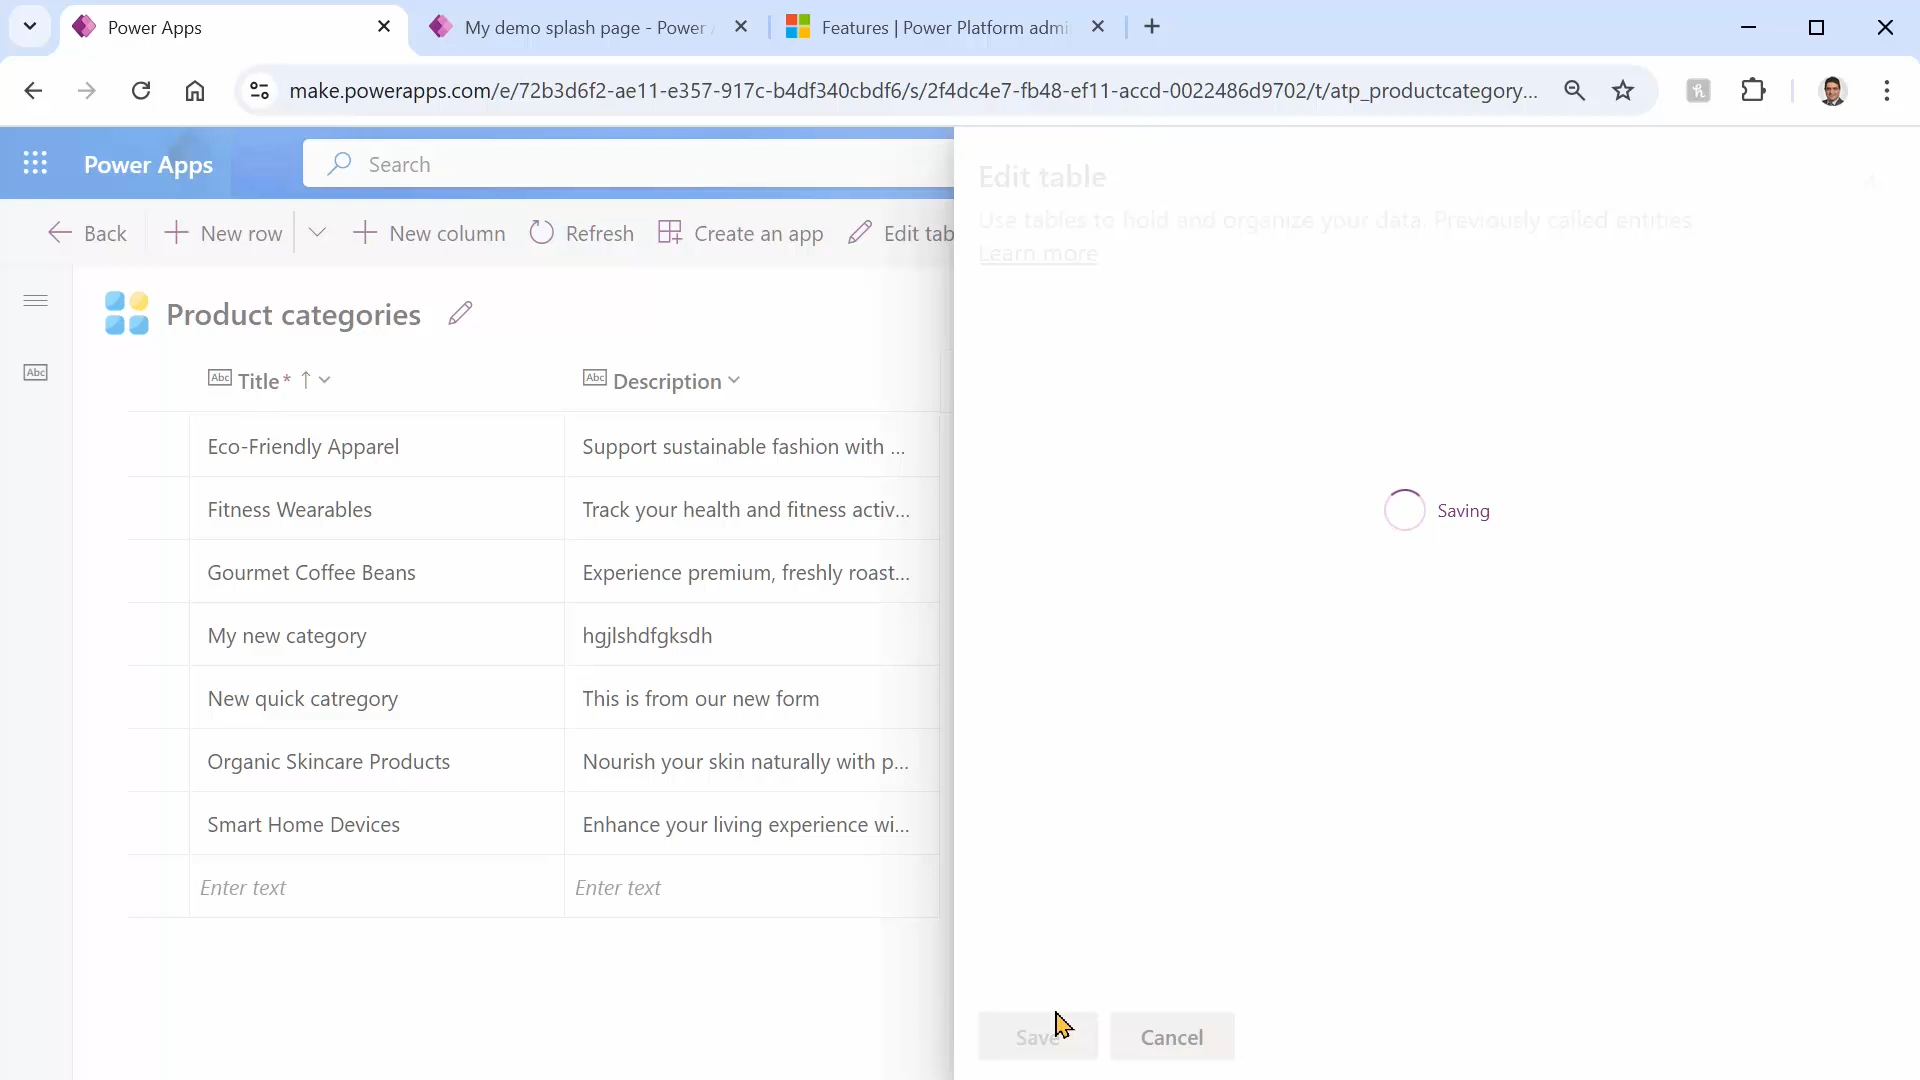 Power Apps
My demo splash page - Power
Features | Power Platform admi
make.powerapps.com/e/72b3d6f2-ae11-e357-917c-b4df340cbdf6/s/2f4dc4e7-fb48-ef11-accd-0022486d9702/t/atp_productcategory...
Power Apps
Search
Back
New row
New column
Refresh
Create an app
Edit tab
Edit table
Use tables to hold and organize your data. Previously called entities
Learn more
Abc
Product categories
Abc Title* 
Abc Description
Eco-Friendly Apparel
Support sustainable fashion with ...
Fitness Wearables
Track your health and fitness activ...
Gourmet Coffee Beans
Experience premium, freshly roast...
My new category
hgjlshdfgksdh
New quick catregory
This is from our new form
Organic Skincare Products
Nourish your skin naturally with p...
Smart Home Devices
Enhance your living experience wi...
Enter text
Enter text
Saving
Save
Cancel